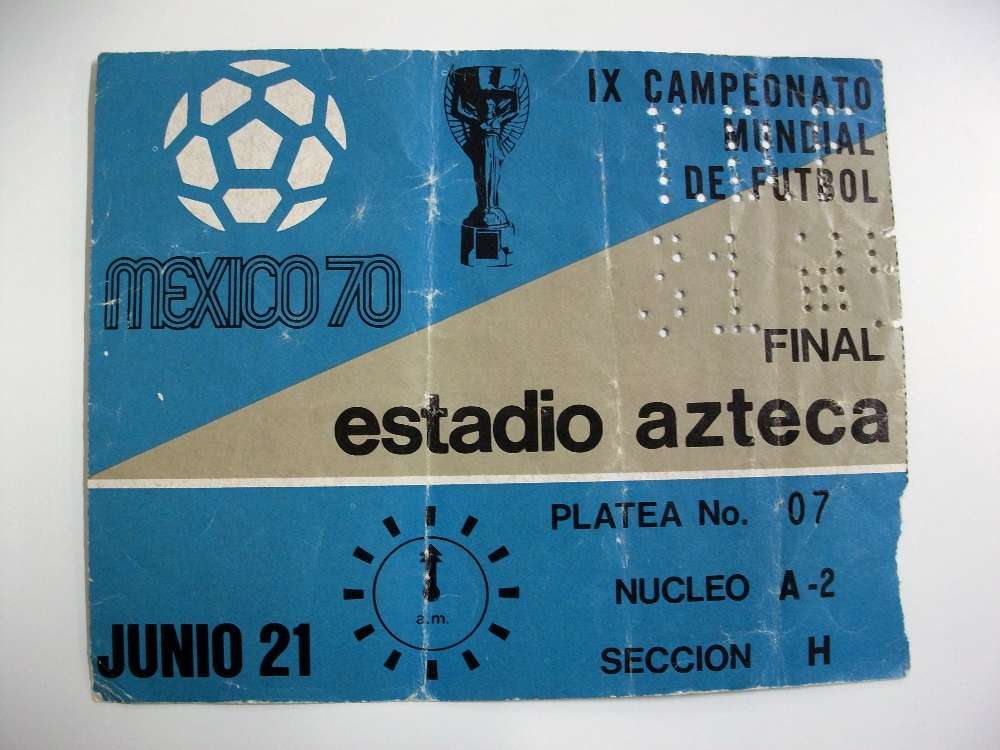 IX CAMPEONATO
MUNDIAL
DE FUTBOL
MEXICO 70
FINAL
estadio azteca
PLATEA No. 07
NUCLEO A-2
SECCION H
a.m.
JUNIO 21